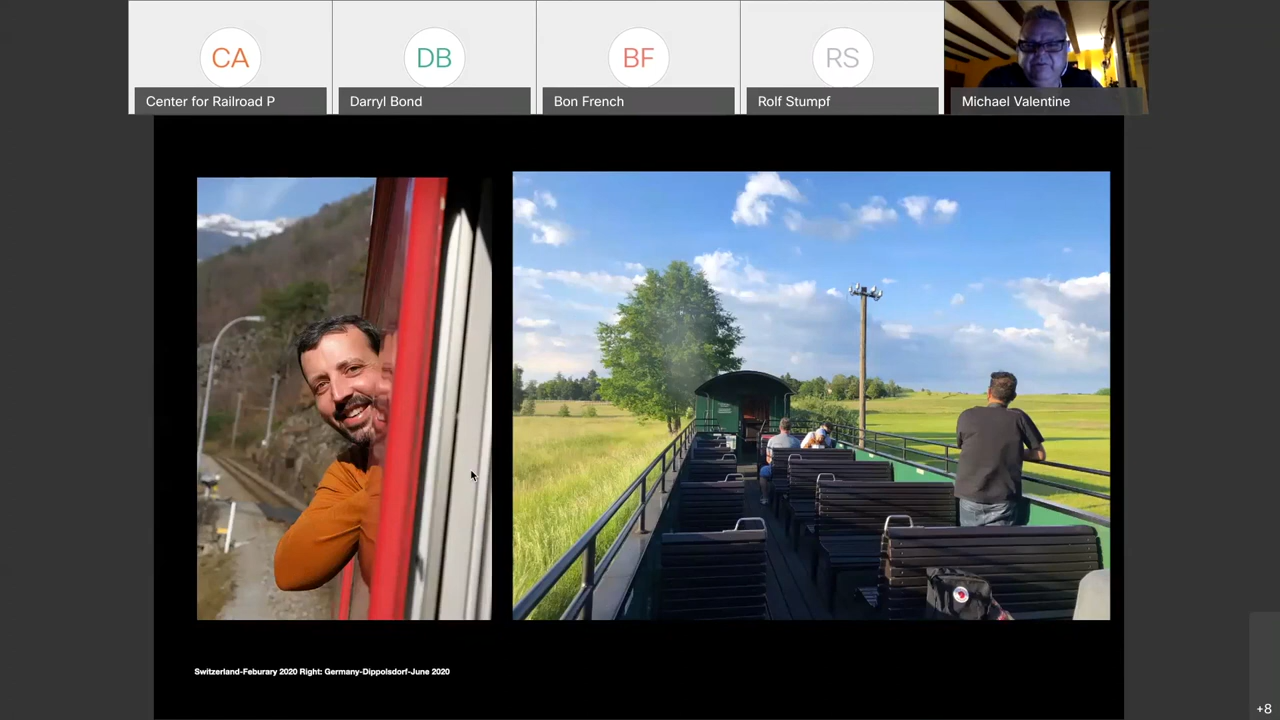 CA
DB
BF
RS
Center for Railroad P
Darryl Bond
Bon French
Rolf Stumpf
Michael Valentine
Switzerland-Feburary 2020 Right: Germany-Dippolsdorf-June 2020
+8